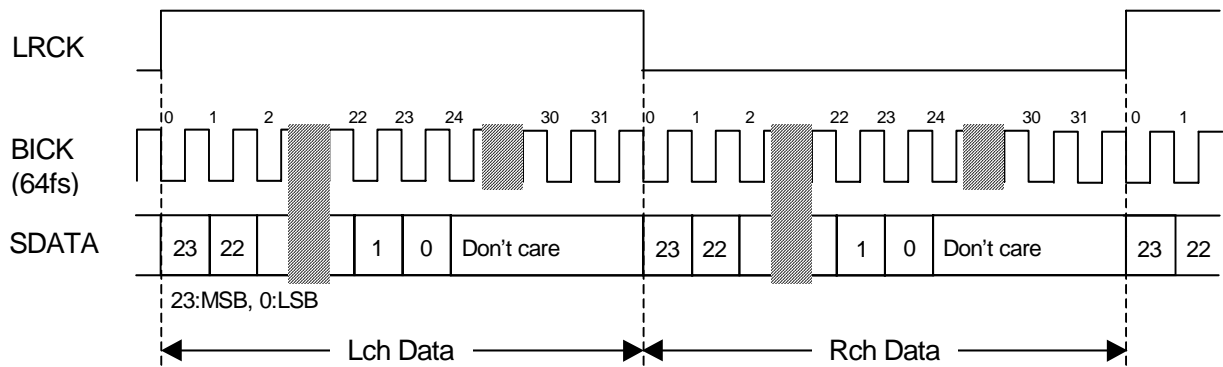 LRCK
0 1 2 22 23 24 30 31 0 1 2 22 23 24 30 31 0 1
BICK
(64fs)
SDATA 23 22 1 0 Don't care 23 22 1 0 Don't care 23 22
23:MSB, 0:LSB
Lch Data Rch Data